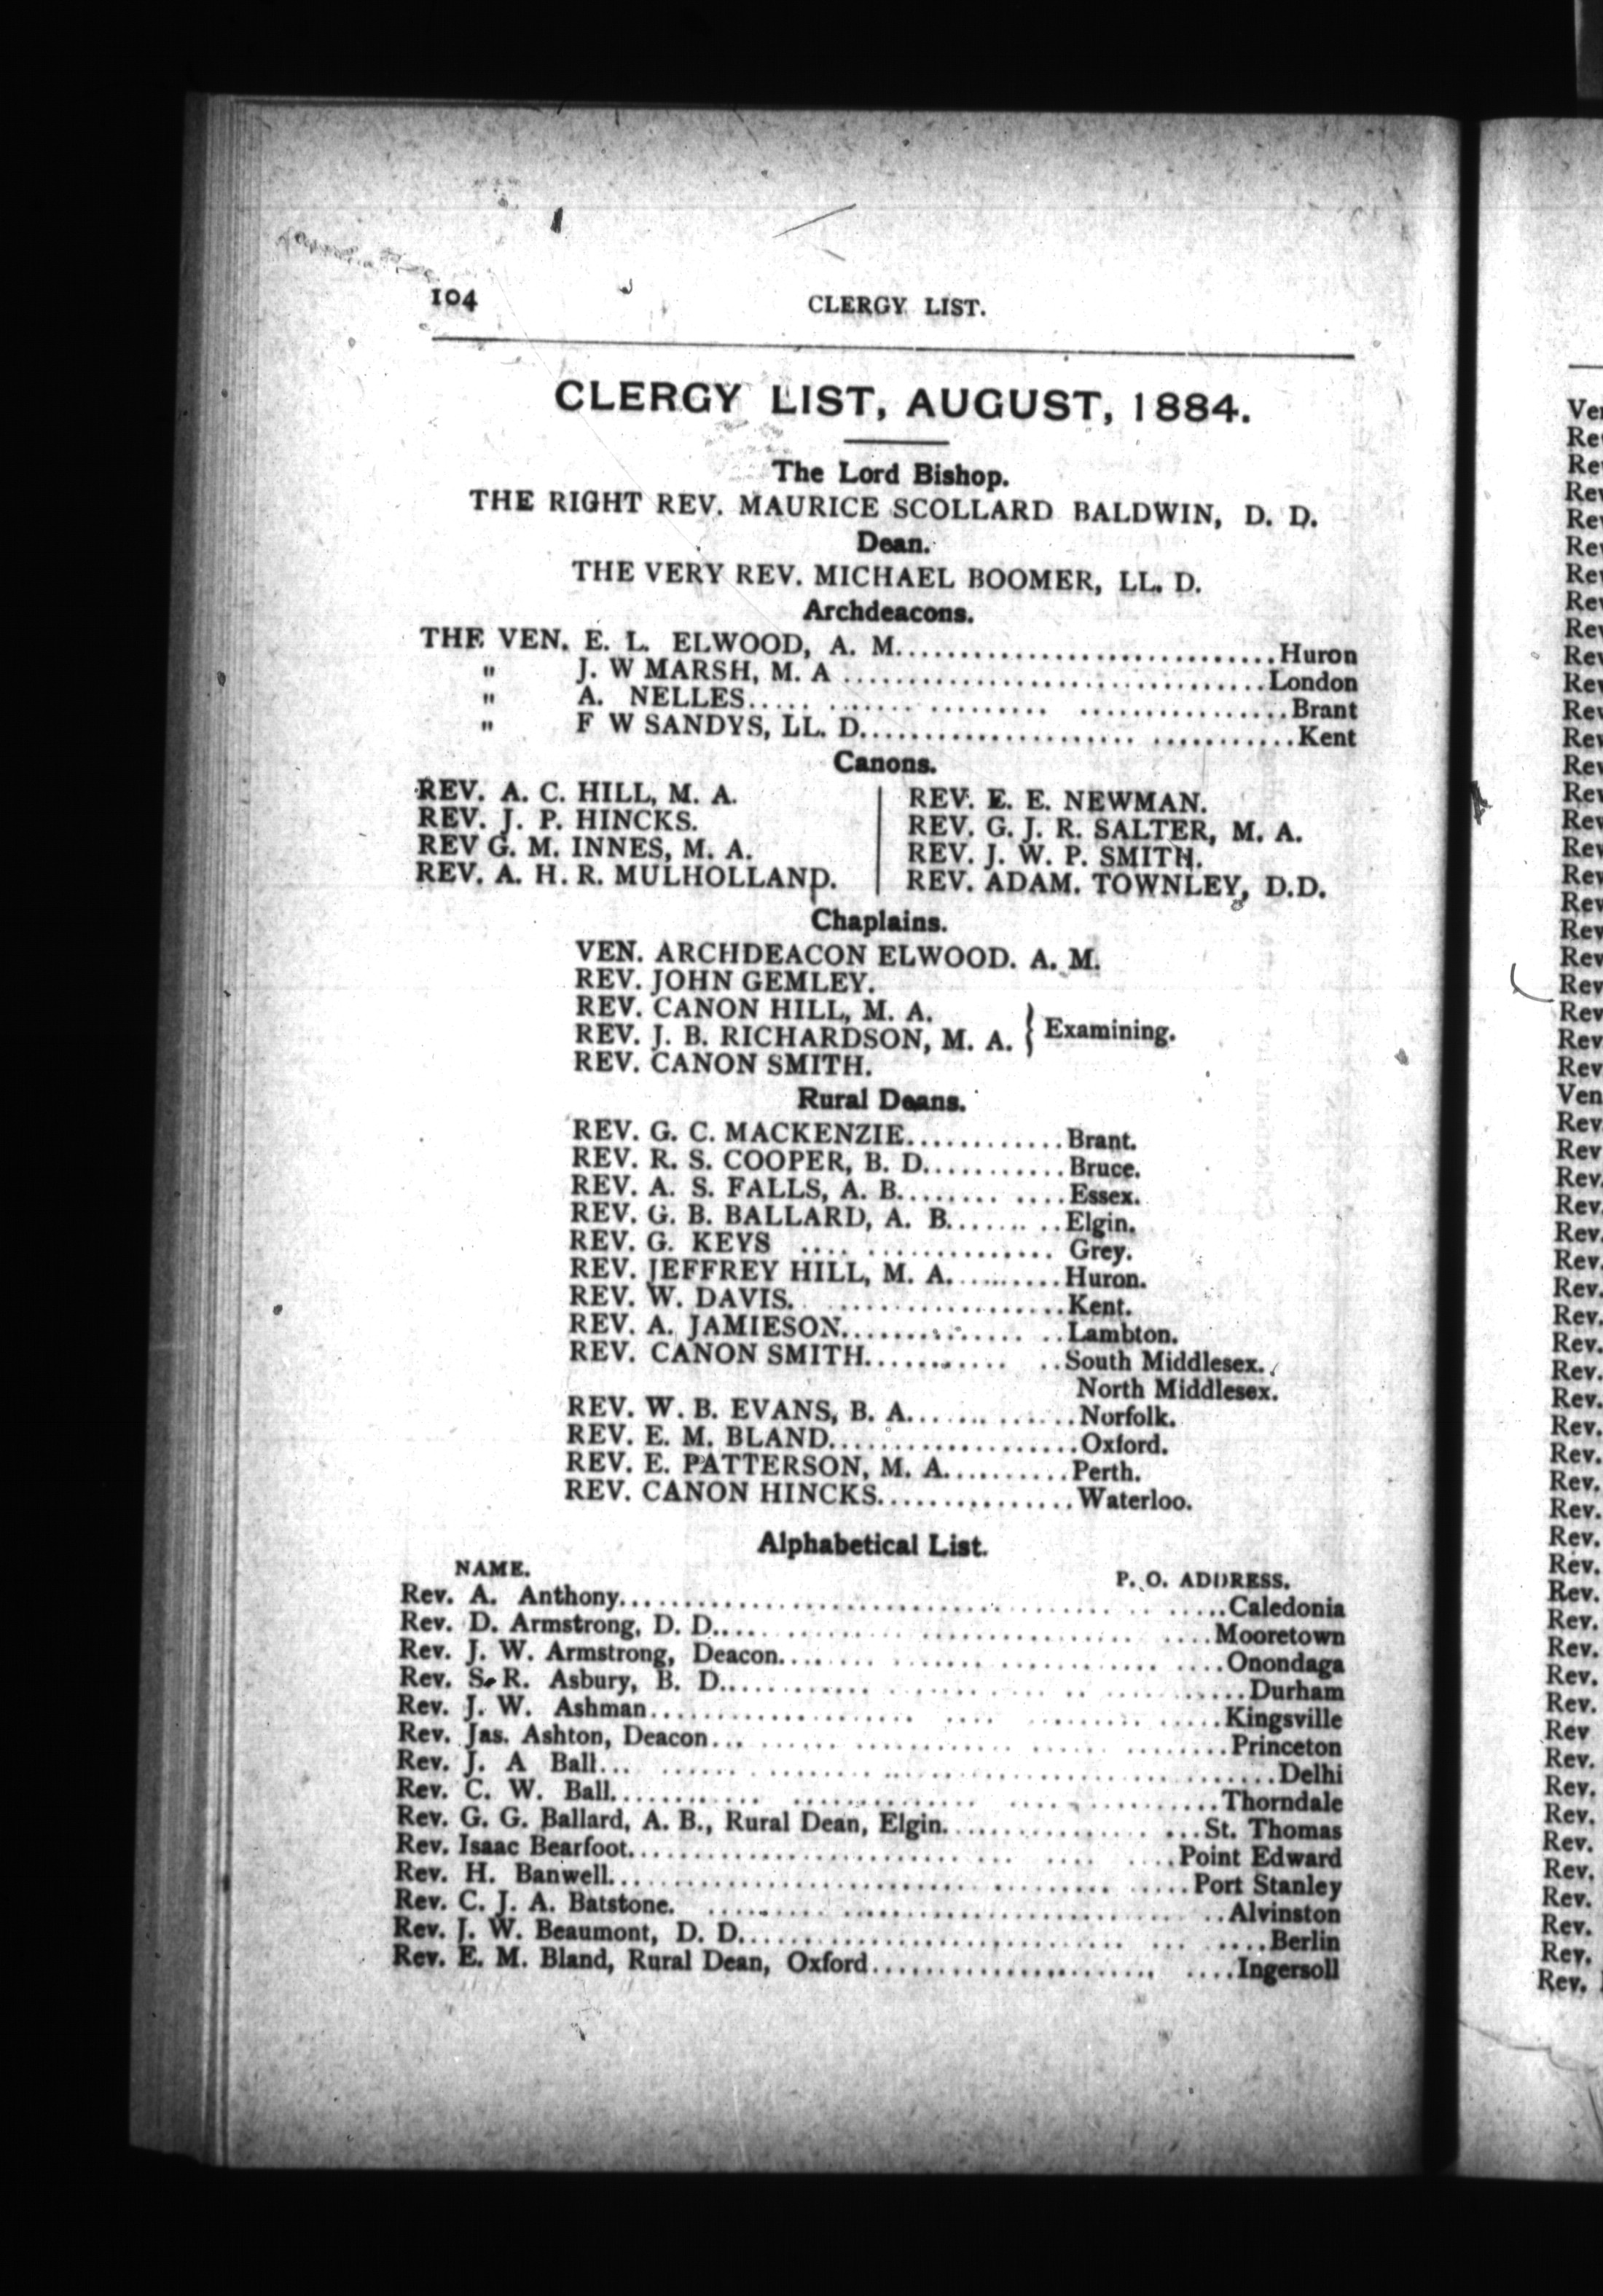 104
CLERGY LIST.
CLERGY LIST, AUGUST, 1884.
The Lord Bishop.
THE RIGHT REV. MAURICE SCOLLARD BALDWIN, D. D.
Dean.
THE VERY REV. MICHAEL BOOMER, LL. D.
Archdeacons.
THE VEN. E. L. ELWOOD, A. M..............................Huron
" J. W MARSH, M. A ................................London
" A. NELLES..... ...... ......... ................Brant
" F W SANDYS, LL. D..................... ...........Kent
Canons.
REV. A. C. HILL, M. A.
REV. J. P. HINCKS.
REV G. M. INNES, M. A.
REV. A. H. R. MULHOLLAND.
REV. E. E. NEWMAN.
REV. G. J. R. SALTER, M. A.
REV. J. W. P. SMITH.
REV. ADAM. TOWNLEY, D.D.
Chaplains.
VEN. ARCHDEACON ELWOOD. A. M.
REV. JOHN GEMLEY.
REV. CANON HILL, M. A.
REV. J. B. RICHARDSON, M. A. } Examining.
REV. CANON SMITH.
Rural Deans.
REV. G. C. MACKENZIE............Brant.
REV. R. S. COOPER, B. D...........Bruce.
REV. A. S. FALLS, A. B........ ....Essex.
REV. G. B. BALLARD, A. B....... ..Elgin.
REV. G. KEYS .... .............. Grey.
REV. JEFFREY HILL, M. A..........Huron.
REV. W. DAVIS. ..................Kent.
REV. A. JAMIESON............... ..Lambton.
REV. CANON SMITH........... ..South Middlesex.
North Middlesex.
REV. W. B. EVANS, B. A....... ......Norfolk.
REV. E. M. BLAND...................Oxford.
REV. E. PATTERSON, M. A..........Perth.
REV. CANON HINCKS...............Waterloo.
Alphabetical List.
NAME. P. O. ADDRESS.
Rev. A. Anthony..................................... .. .....Caledonia
Rev. D. Armstrong, D. D.... ......... ................ ....Mooretown
Rev. J. W. Armstrong, Deacon....... ..... ............ ....Onondaga
Rev. S. R. Asbury, B. D............ .......... .. ..........Durham
Rev. J. W. Ashman.................... .... ......... .....Kingsville
Rev. Jas. Ashton, Deacon... ...... ............ ...... ........Princeton
Rev. J. A Ball... ...... .......... ...........................Delhi
Rev. C. W. Ball............ .............. .... ............Thorndale
Rev. G. G. Ballard, A. B., Rural Dean, Elgin................ ...St. Thomas
Rev. Isaac Bearfoot.......................... ... .... ....Point Edward
Rev. H. Banwell...................................... .....Port Stanley
Rev. C. J. A. Batstone. ..... ........................... ..Alvinston
Rev. J. W. Beaumont, D. D............................. ... .....Berlin
Rev. E. M. Bland, Rural Dean, Oxford...................... ....Ingersoll